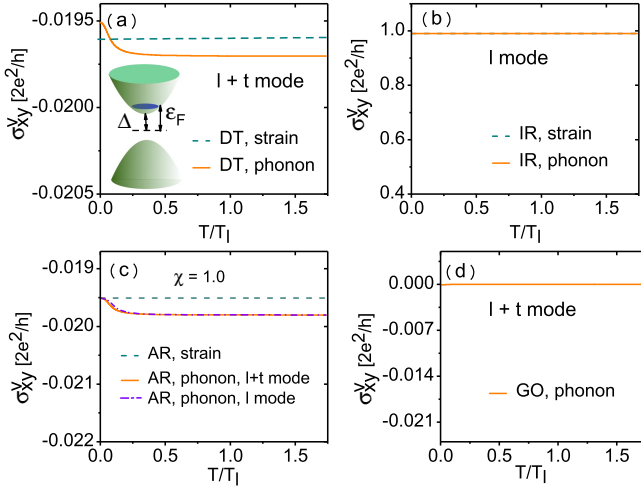 (a)
-0.0195
-0.0200
-0.0205
σ^v_xy [2e²/h]
l + t mode
Δ
ε_F
DT, strain
DT, phonon
0.0 0.5 1.0 1.5
T/T_l
(b)
1.0
0.8
0.6
0.4
σ^v_xy [2e²/h]
l mode
IR, strain
IR, phonon
0.0 0.5 1.0 1.5
T/T_l
(c)
χ = 1.0
-0.019
-0.020
-0.021
-0.022
σ^v_xy [2e²/h]
AR, strain
AR, phonon, l+t mode
AR, phonon, l mode
0.0 0.5 1.0 1.5
T/T_l
(d)
0.000
-0.007
-0.014
-0.021
σ^v_xy [2e²/h]
l + t mode
GO, phonon
0.0 0.5 1.0 1.5
T/T_l